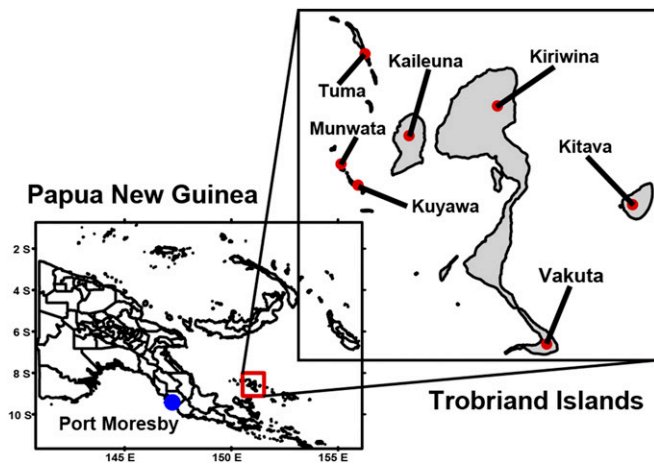 Tuma
Kaileuna
Kiriwina
Munwata
Kitava
Kuyawa
Vakuta
Trobriand Islands
Papua New Guinea
2 S
4 S
6 S
8 S
10 S
Port Moresby
145 E
150 E
155 E